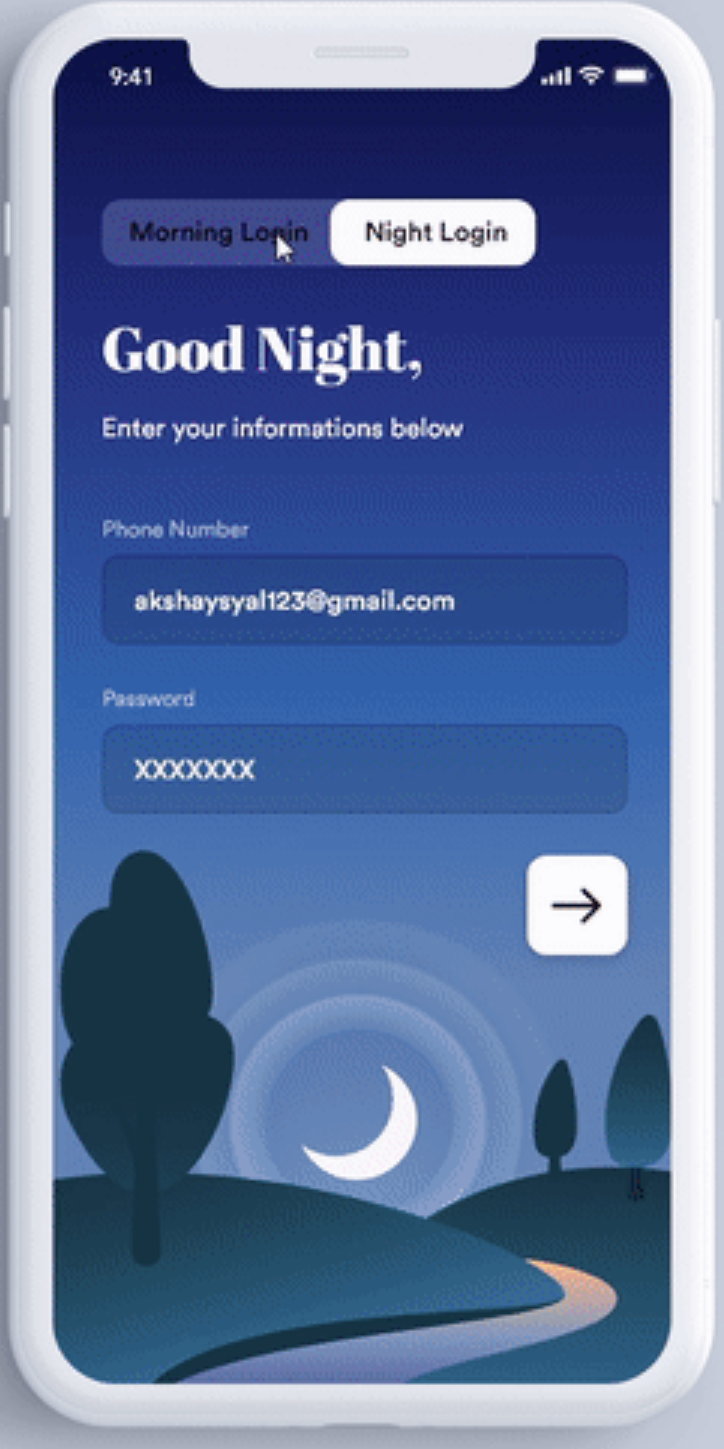 9:41
Morning Login Night Login
Good Night,
Enter your informations below
Phone Number
akshaysyal123@gmail.com
Password
XXXXXXX